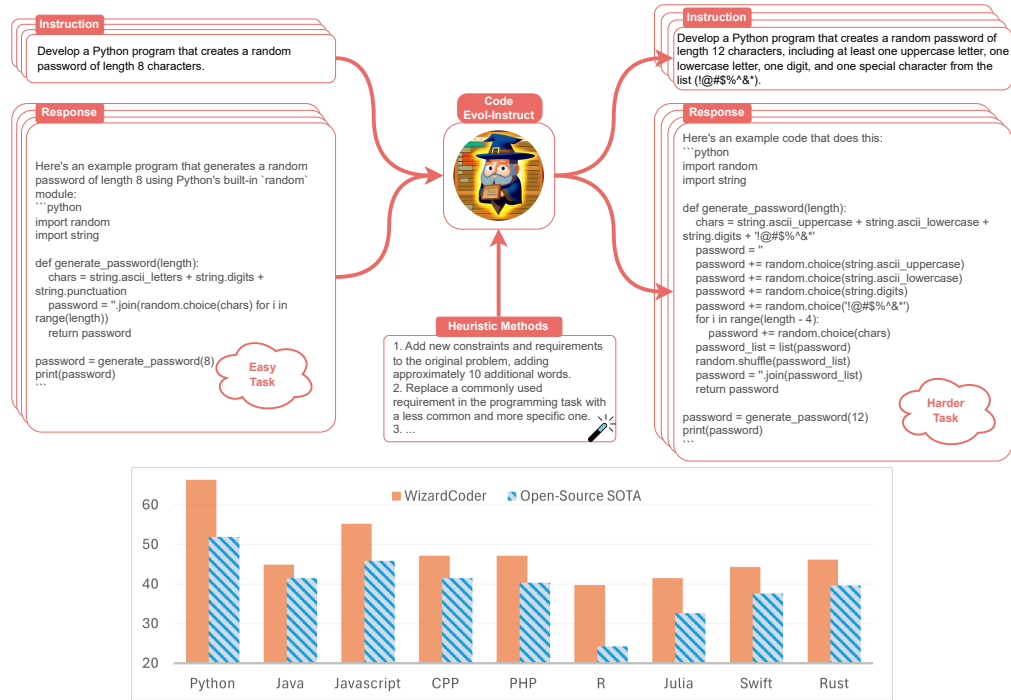 Instruction
Develop a Python program that creates a random
password of length 8 characters.
Response
Here's an example program that generates a random
password of length 8 using Python's built-in `random`
module:
```python
import random
import string
def generate_password(length):
chars = string.ascii_letters + string.digits +
string.punctuation
password = ''.join(random.choice(chars) for i in
range(length))
return password
password = generate_password(8)
print(password)
```
Easy
Task
Code
Evol-Instruct
Heuristic Methods
1. Add new constraints and requirements
to the original problem, adding
approximately 10 additional words.
2. Replace a commonly used
requirement in the programming task with
a less common and more specific one.
3. ...
Instruction
Develop a Python program that creates a random password of
length 12 characters, including at least one uppercase letter, one
lowercase letter, one digit, and one special character from the
list (!@#$%^&*).
Response
Here's an example code that does this:
```python
import random
import string
def generate_password(length):
chars = string.ascii_uppercase + string.ascii_lowercase +
string.digits + '!@#$%^&*'
password = ''
password += random.choice(string.ascii_uppercase)
password += random.choice(string.ascii_lowercase)
password += random.choice(string.digits)
password += random.choice('!@#$%^&*')
for i in range(length - 4):
password += random.choice(chars)
password_list = list(password)
random.shuffle(password_list)
password = ''.join(password_list)
return password
password = generate_password(12)
print(password)
```
Harder
Task
WizardCoder
Open-Source SOTA
60
50
40
30
20
Python
Java
Javascript
CPP
PHP
R
Julia
Swift
Rust